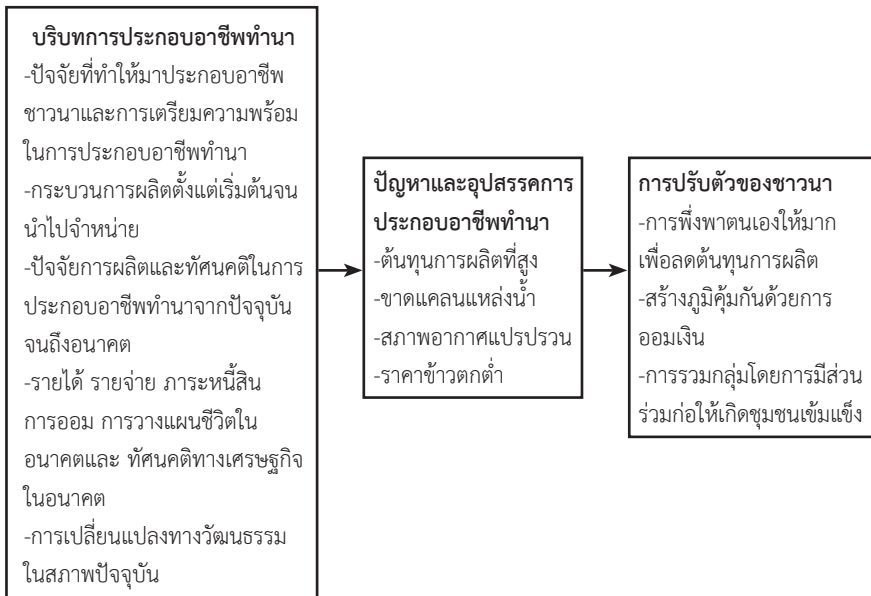 บริบทการประกอบอาชีพทำนา
-ปัจจัยที่ทำให้มาประกอบอาชีพ
ชาวนาและการเตรียมความพร้อม
ในการประกอบอาชีพทำนา
-กระบวนการผลิตตั้งแต่เริ่มต้นจน
นำไปจำหน่าย
-ปัจจัยการผลิตและทัศนคติในการ
ประกอบอาชีพทำนาจากปัจจุบัน
จนถึงอนาคต
-รายได้ รายจ่าย ภาระหนี้สิน
การออม การวางแผนชีวิตใน
อนาคตและ ทัศนคติทางเศรษฐกิจ
ในอนาคต
-การเปลี่ยนแปลงทางวัฒนธรรม
ในสภาพปัจจุบัน
ปัญหาและอุปสรรคการ
ประกอบอาชีพทำนา
-ต้นทุนการผลิตที่สูง
-ขาดแคลนแหล่งน้ำ
-สภาพอากาศแปรปรวน
-ราคาข้าวตกต่ำ
การปรับตัวของชาวนา
-การพึ่งพาตนเองให้มาก
เพื่อลดต้นทุนการผลิต
-สร้างภูมิคุ้มกันด้วยการ
ออมเงิน
-การรวมกลุ่มโดยการมีส่วน
ร่วมก่อให้เกิดชุมชนเข้มแข็ง